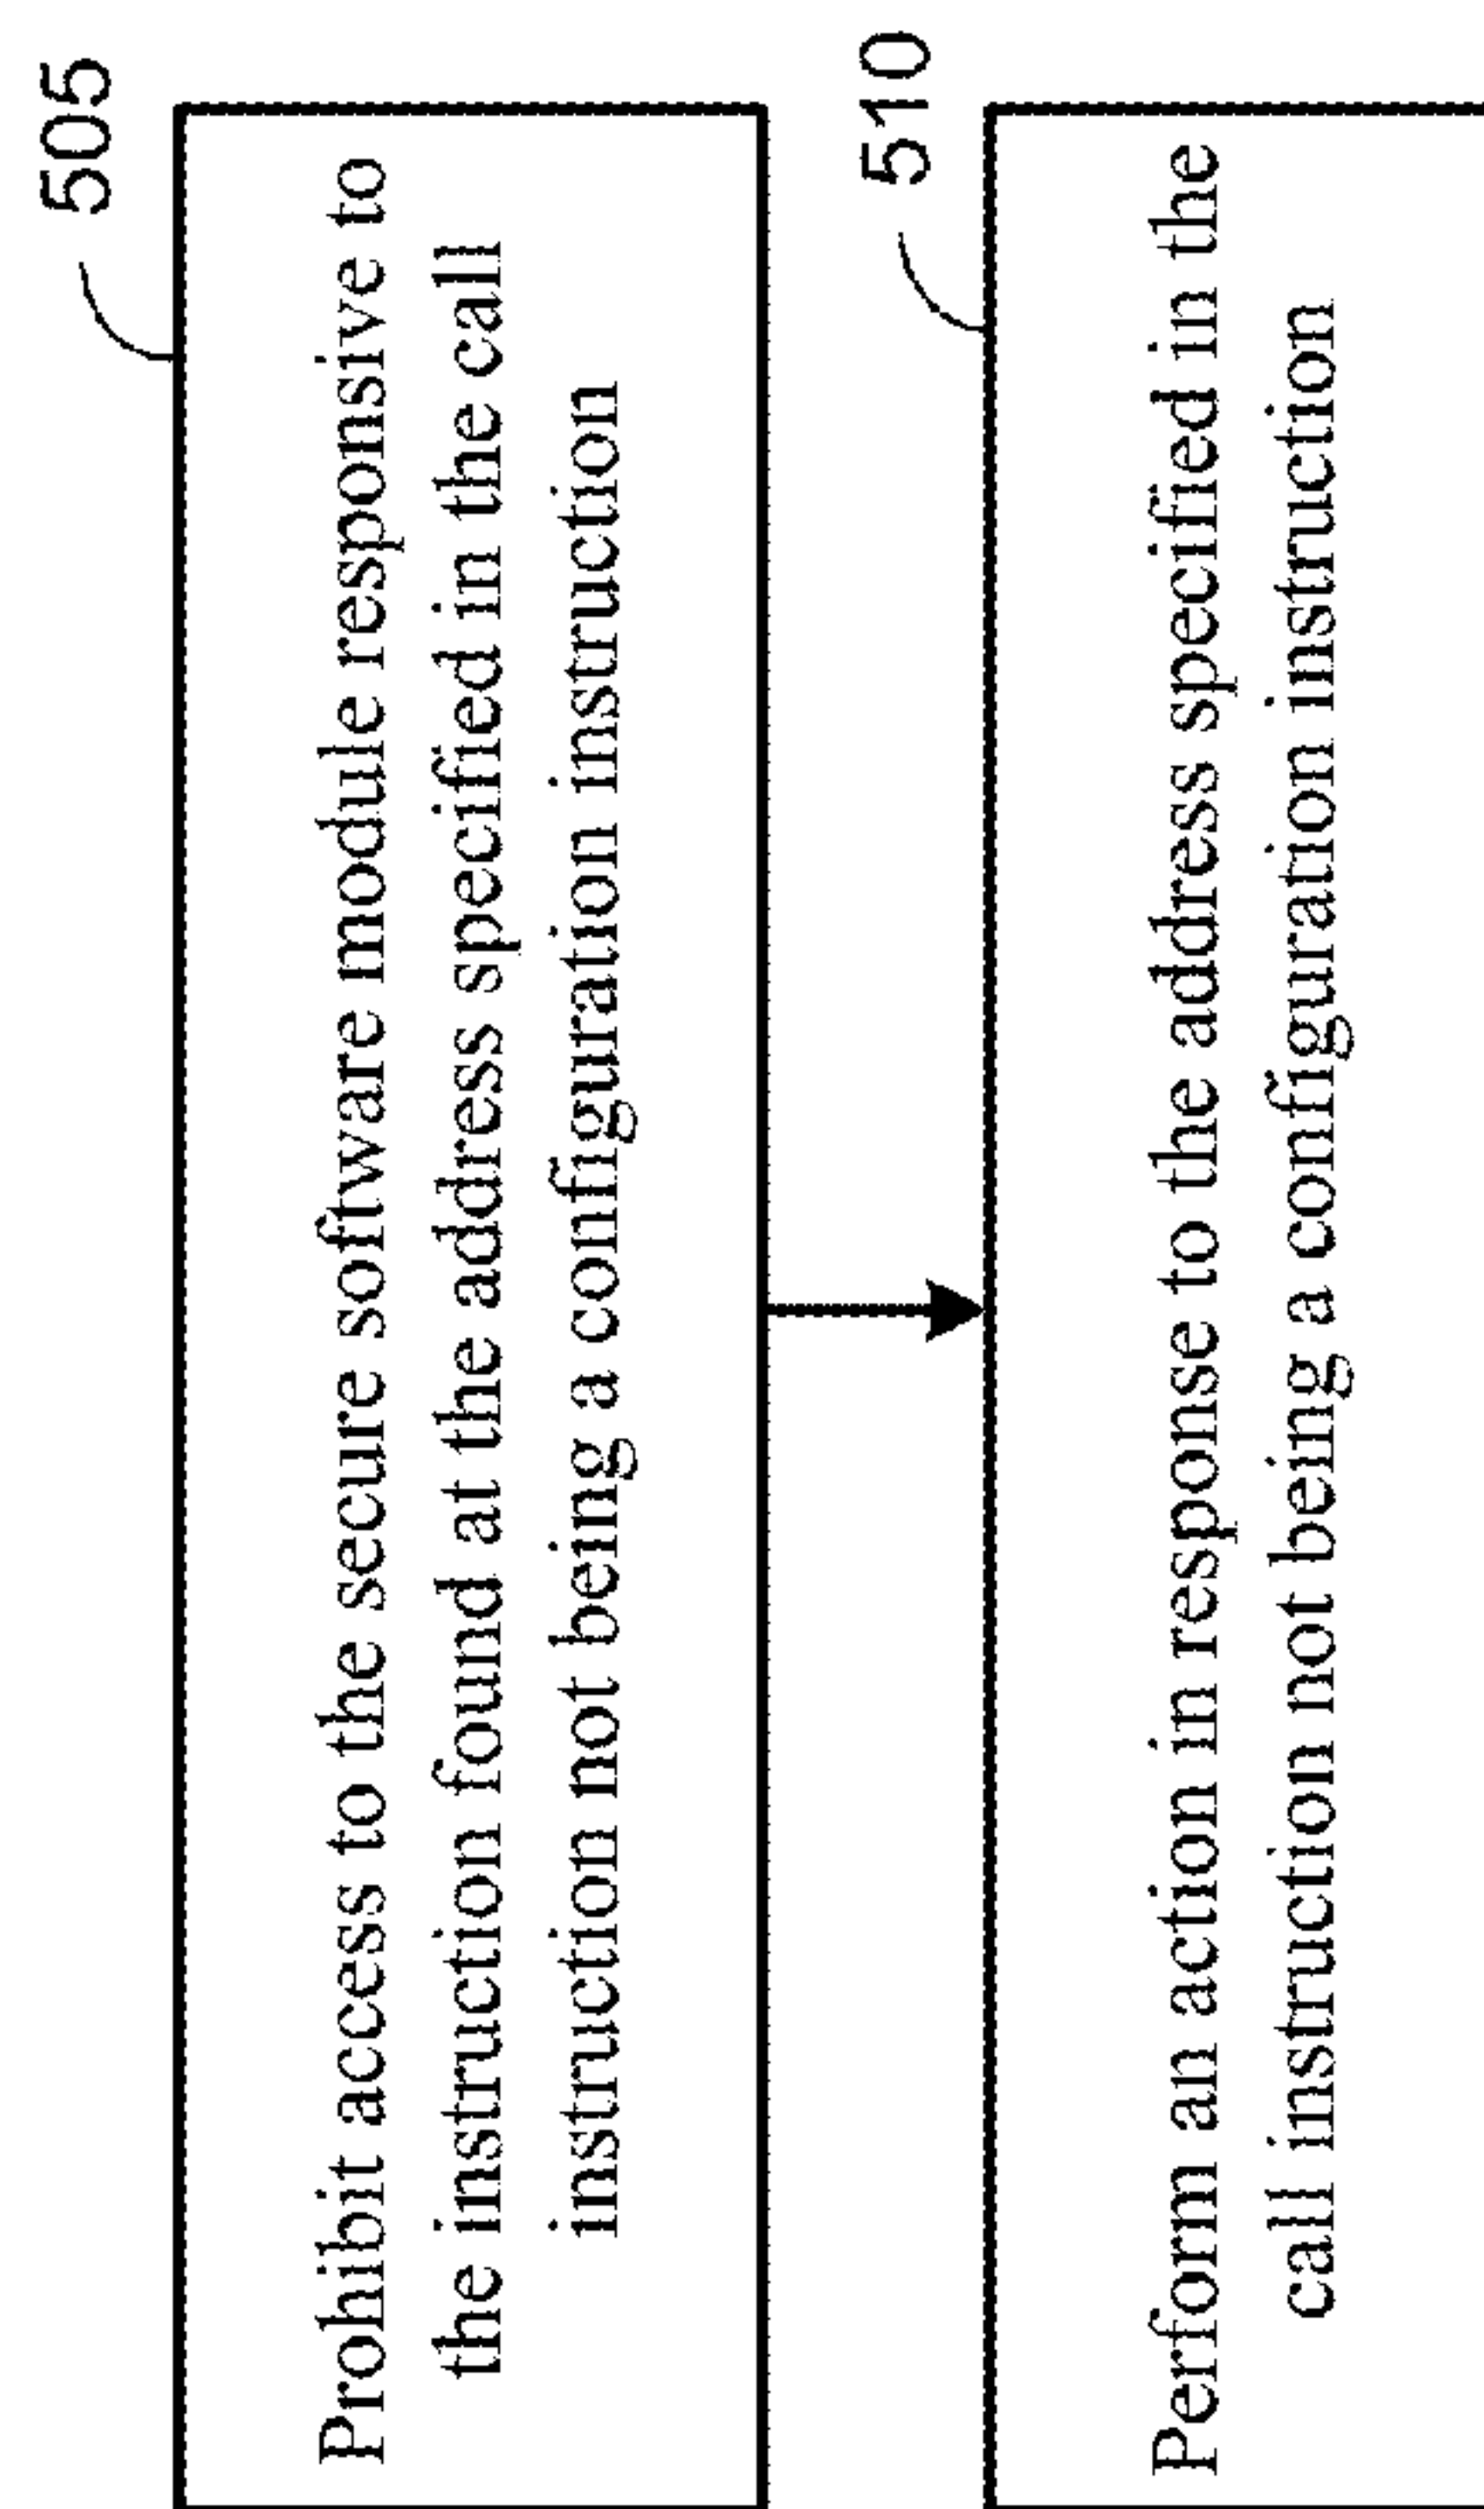 505
Prohibit access to the secure software module responsive to
the instruction found at the address specified in the call
instruction not being a configuration instruction
510
Perform an action in response to the address specified in the
call instruction not being a configuration instruction